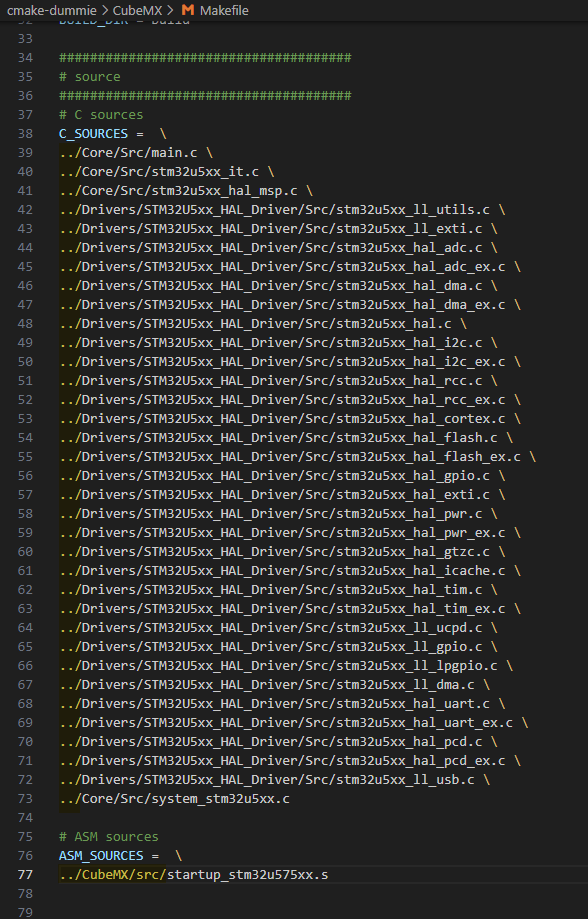 cmake-dummie > CubeMX > M Makefile
32 BUILD_DIR = build
33
34 ######################################
35 # source
36 ######################################
37 # C sources
38 C_SOURCES =  \
39 ../Core/Src/main.c \
40 ../Core/Src/stm32u5xx_it.c \
41 ../Core/Src/stm32u5xx_hal_msp.c \
42 ../Drivers/STM32U5xx_HAL_Driver/Src/stm32u5xx_ll_utils.c \
43 ../Drivers/STM32U5xx_HAL_Driver/Src/stm32u5xx_ll_exti.c \
44 ../Drivers/STM32U5xx_HAL_Driver/Src/stm32u5xx_hal_adc.c \
45 ../Drivers/STM32U5xx_HAL_Driver/Src/stm32u5xx_hal_adc_ex.c \
46 ../Drivers/STM32U5xx_HAL_Driver/Src/stm32u5xx_hal_dma.c \
47 ../Drivers/STM32U5xx_HAL_Driver/Src/stm32u5xx_hal_dma_ex.c \
48 ../Drivers/STM32U5xx_HAL_Driver/Src/stm32u5xx_hal.c \
49 ../Drivers/STM32U5xx_HAL_Driver/Src/stm32u5xx_hal_i2c.c \
50 ../Drivers/STM32U5xx_HAL_Driver/Src/stm32u5xx_hal_i2c_ex.c \
51 ../Drivers/STM32U5xx_HAL_Driver/Src/stm32u5xx_hal_rcc.c \
52 ../Drivers/STM32U5xx_HAL_Driver/Src/stm32u5xx_hal_rcc_ex.c \
53 ../Drivers/STM32U5xx_HAL_Driver/Src/stm32u5xx_hal_cortex.c \
54 ../Drivers/STM32U5xx_HAL_Driver/Src/stm32u5xx_hal_flash.c \
55 ../Drivers/STM32U5xx_HAL_Driver/Src/stm32u5xx_hal_flash_ex.c \
56 ../Drivers/STM32U5xx_HAL_Driver/Src/stm32u5xx_hal_gpio.c \
57 ../Drivers/STM32U5xx_HAL_Driver/Src/stm32u5xx_hal_exti.c \
58 ../Drivers/STM32U5xx_HAL_Driver/Src/stm32u5xx_hal_pwr.c \
59 ../Drivers/STM32U5xx_HAL_Driver/Src/stm32u5xx_hal_pwr_ex.c \
60 ../Drivers/STM32U5xx_HAL_Driver/Src/stm32u5xx_hal_gtzc.c \
61 ../Drivers/STM32U5xx_HAL_Driver/Src/stm32u5xx_hal_icache.c \
62 ../Drivers/STM32U5xx_HAL_Driver/Src/stm32u5xx_hal_tim.c \
63 ../Drivers/STM32U5xx_HAL_Driver/Src/stm32u5xx_hal_tim_ex.c \
64 ../Drivers/STM32U5xx_HAL_Driver/Src/stm32u5xx_ll_ucpd.c \
65 ../Drivers/STM32U5xx_HAL_Driver/Src/stm32u5xx_ll_gpio.c \
66 ../Drivers/STM32U5xx_HAL_Driver/Src/stm32u5xx_ll_lpgpio.c \
67 ../Drivers/STM32U5xx_HAL_Driver/Src/stm32u5xx_ll_dma.c \
68 ../Drivers/STM32U5xx_HAL_Driver/Src/stm32u5xx_hal_uart.c \
69 ../Drivers/STM32U5xx_HAL_Driver/Src/stm32u5xx_hal_uart_ex.c \
70 ../Drivers/STM32U5xx_HAL_Driver/Src/stm32u5xx_hal_pcd.c \
71 ../Drivers/STM32U5xx_HAL_Driver/Src/stm32u5xx_hal_pcd_ex.c \
72 ../Drivers/STM32U5xx_HAL_Driver/Src/stm32u5xx_ll_usb.c \
73 ../Core/Src/system_stm32u5xx.c
74
75 # ASM sources
76 ASM_SOURCES =  \
77 ../CubeMX/src/startup_stm32u575xx.s
78
79